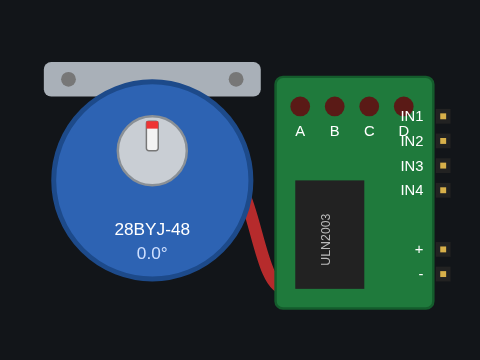 28BYJ-48
0.0°
A B C D
IN1
IN2
IN3
IN4
ULN2003
+
-